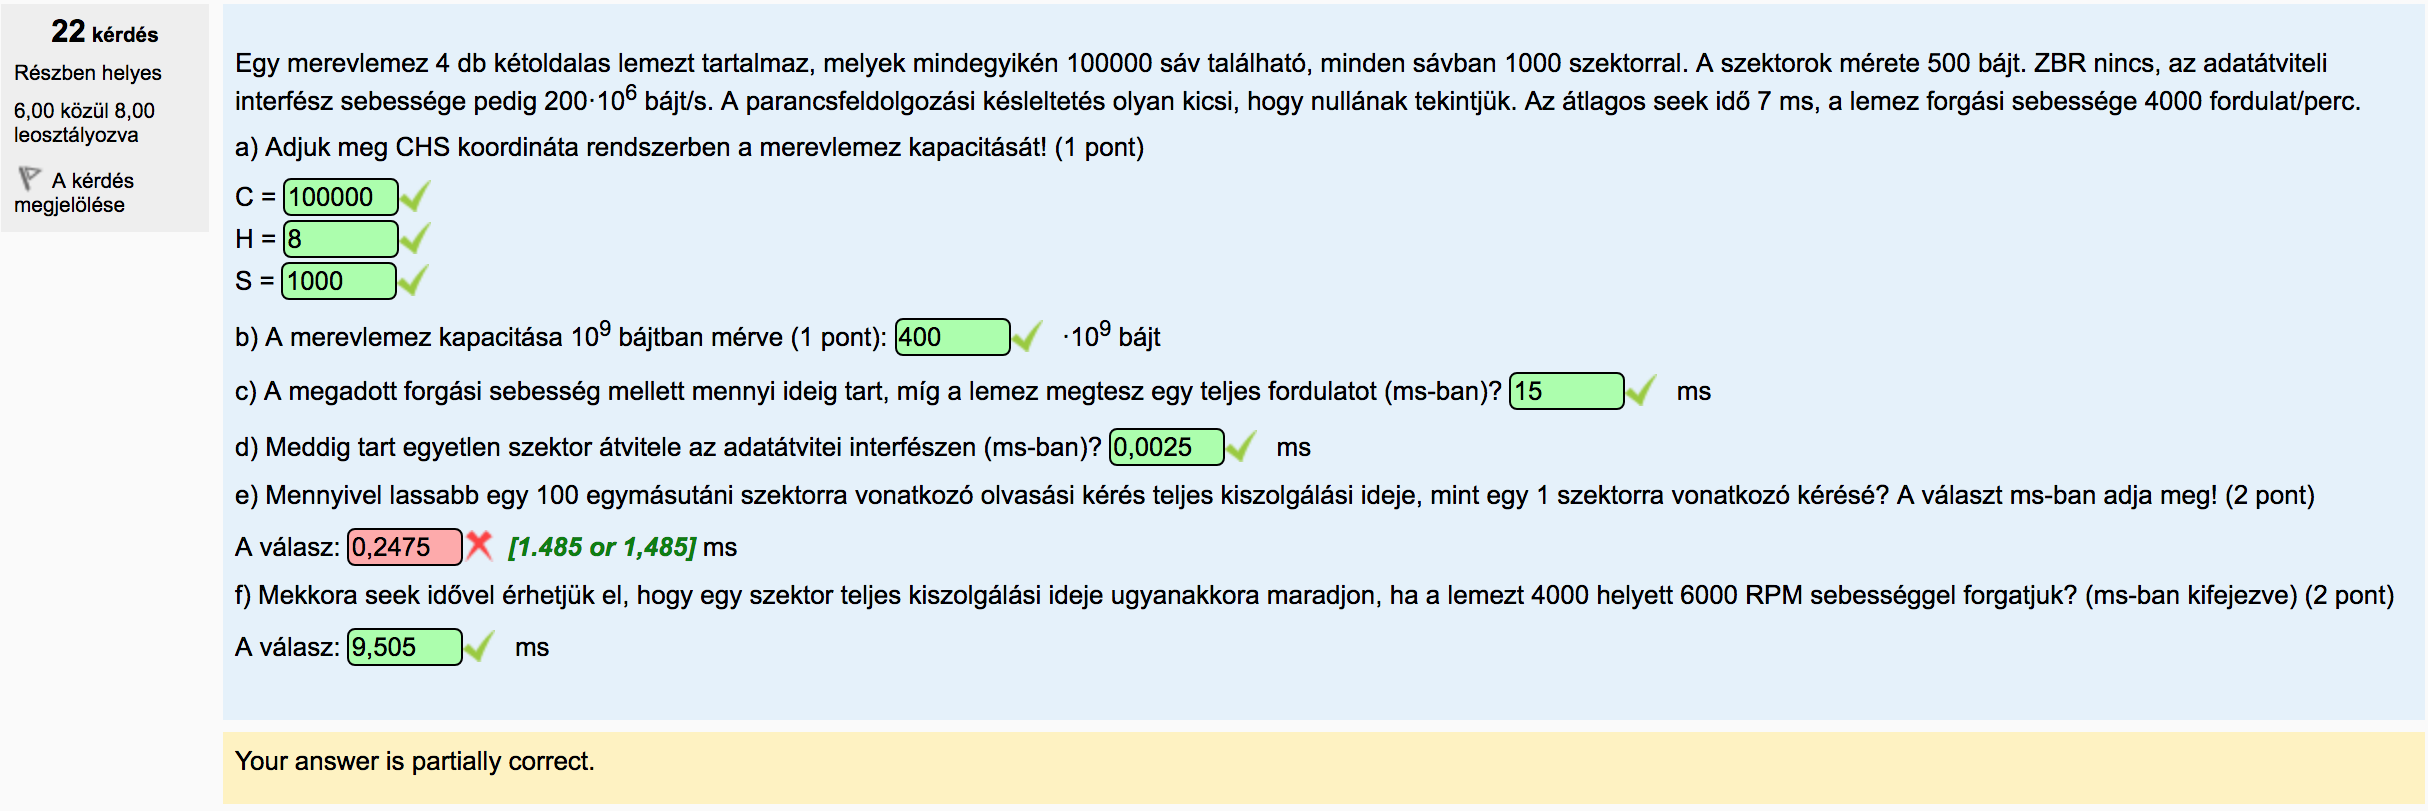 22 kérdés
Részben helyes
6,00 közül 8,00
leosztályozva
A kérdés
megjelölése
Egy merevlemez 4 db kétoldalas lemezt tartalmaz, melyek mindegyikén 100000 sáv található, minden sávban 1000 szektorral. A szektorok mérete 500 bájt. ZBR nincs, az adatátviteli
interfész sebessége pedig 200·10⁶ bájt/s. A parancsfeldolgozási késleltetés olyan kicsi, hogy nullának tekintjük. Az átlagos seek idő 7 ms, a lemez forgási sebessége 4000 fordulat/perc.
a) Adjuk meg CHS koordináta rendszerben a merevlemez kapacitását! (1 pont)
C = 100000
H = 8
S = 1000
b) A merevlemez kapacitása 10⁹ bájtban mérve (1 pont): 400 ·10⁹ bájt
c) A megadott forgási sebesség mellett mennyi ideig tart, míg a lemez megtesz egy teljes fordulatot (ms-ban)? 15 ms
d) Meddig tart egyetlen szektor átvitele az adatátvitei interfészen (ms-ban)? 0,0025 ms
e) Mennyivel lassabb egy 100 egymásutáni szektorra vonatkozó olvasási kérés teljes kiszolgálási ideje, mint egy 1 szektorra vonatkozó kérésé? A választ ms-ban adja meg! (2 pont)
A válasz: 0,2475 [1.485 or 1,485] ms
f) Mekkora seek idővel érhetjük el, hogy egy szektor teljes kiszolgálási ideje ugyanakkora maradjon, ha a lemezt 4000 helyett 6000 RPM sebességgel forgatjuk? (ms-ban kifejezve) (2 pont)
A válasz: 9,505 ms
Your answer is partially correct.